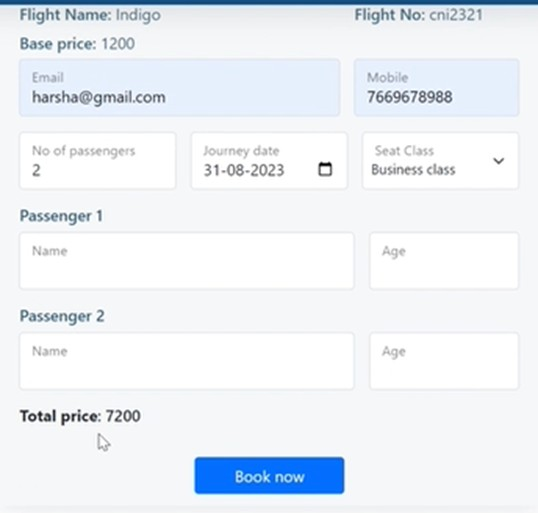 Flight Name: Indigo Flight No: cni2321
Base price: 1200
Email Mobile
harsha@gmail.com 7669678988
No of passengers Journey date Seat Class
2 31-08-2023 Business class
Passenger 1
Name Age
Passenger 2
Name Age
Total price: 7200
Book now